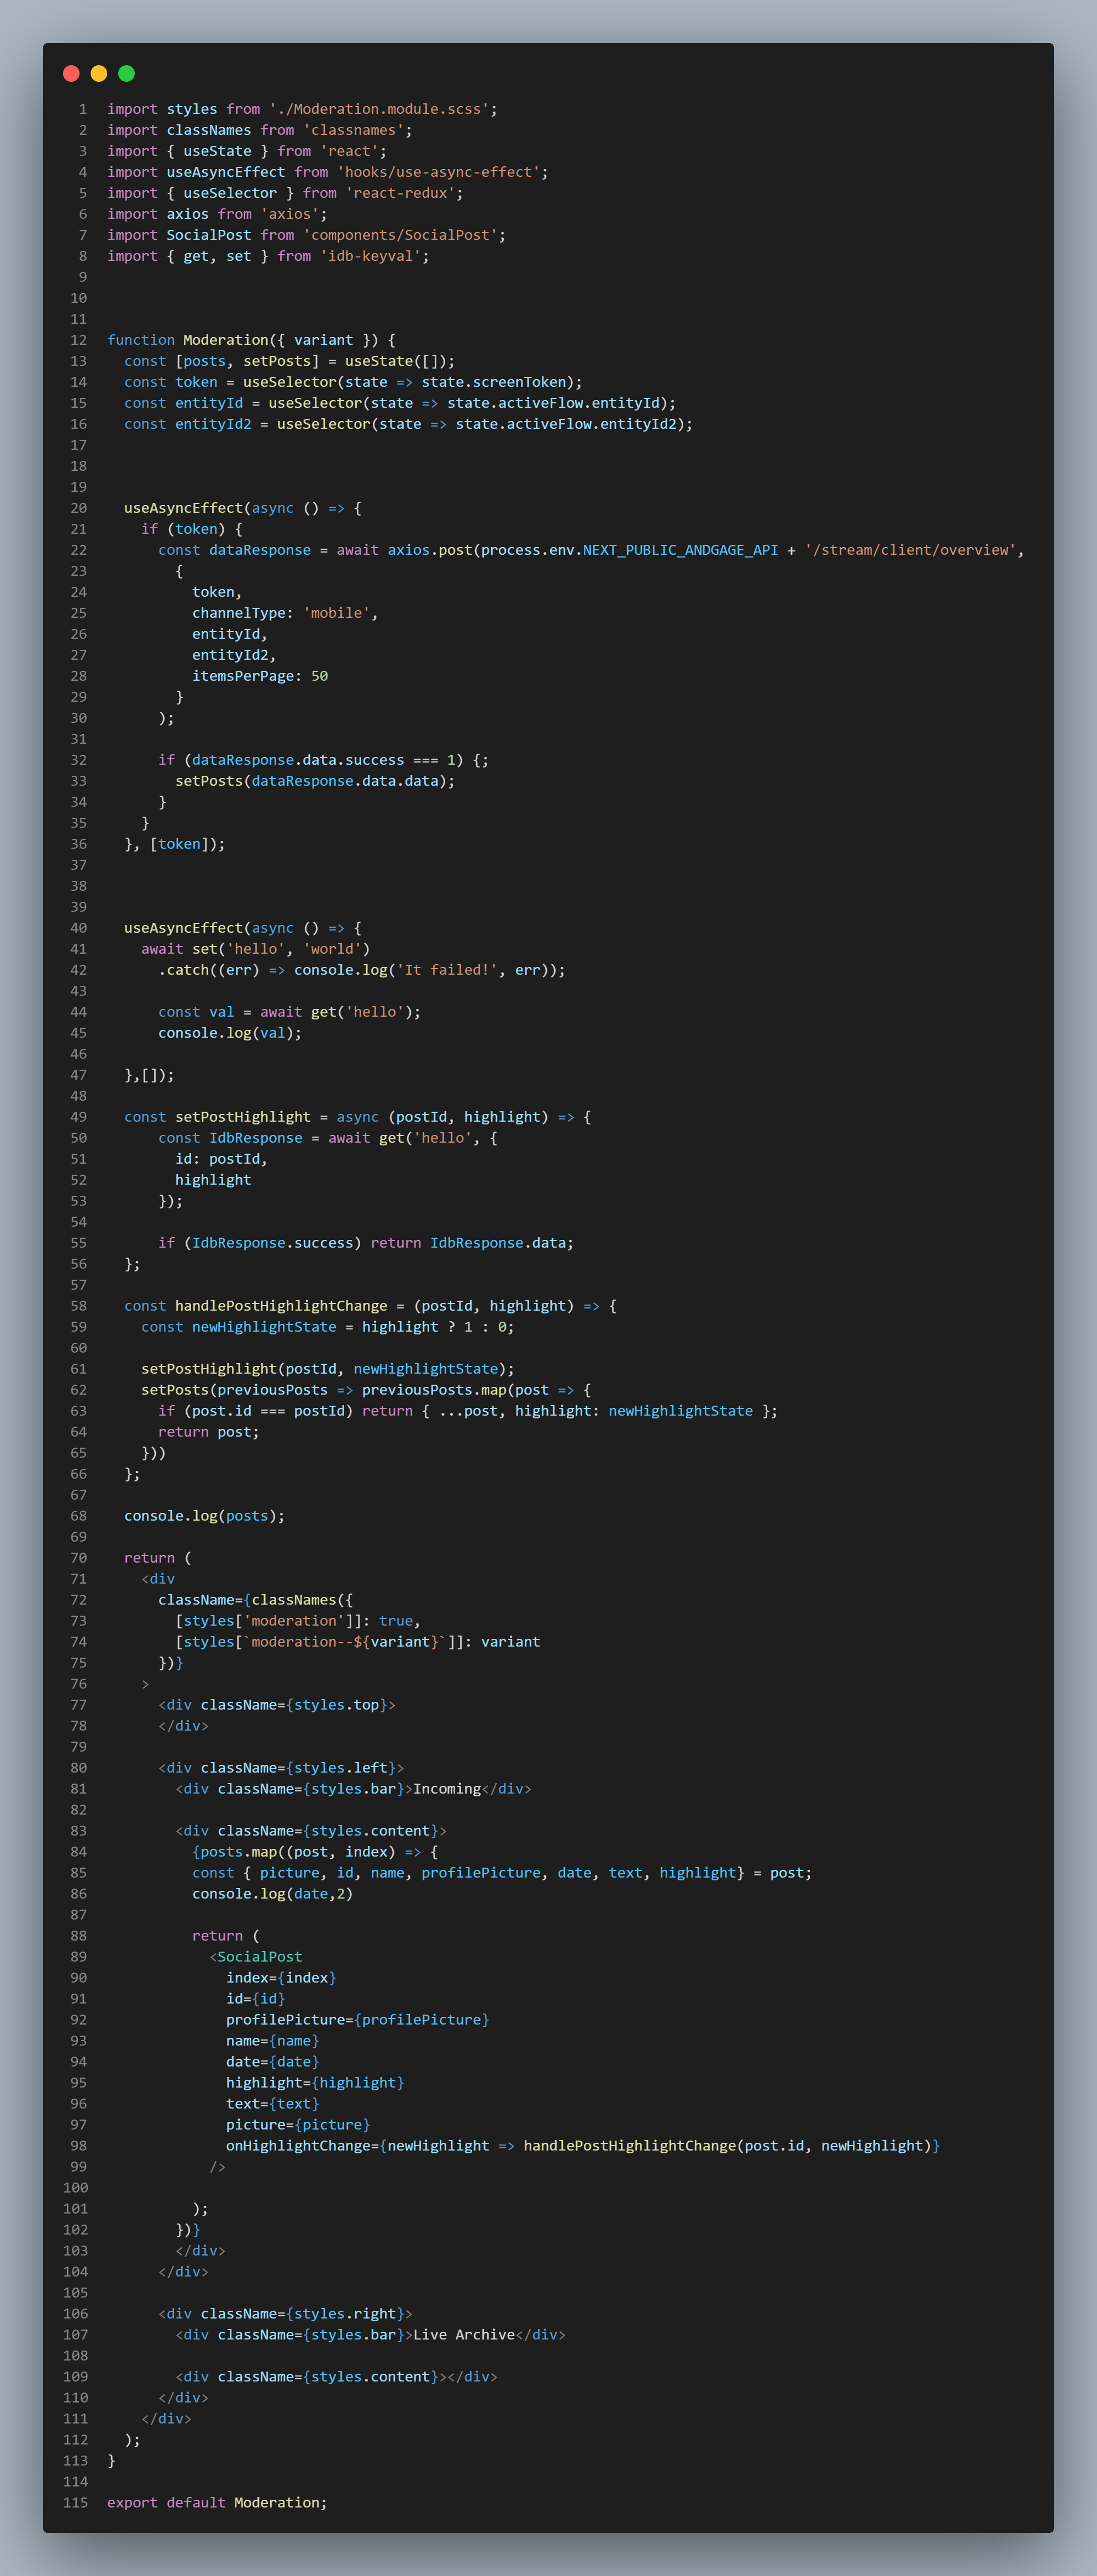 1 import styles from './Moderation.module.scss';
2 import classNames from 'classnames';
3 import { useState } from 'react';
4 import useAsyncEffect from 'hooks/use-async-effect';
5 import { useSelector } from 'react-redux';
6 import axios from 'axios';
7 import SocialPost from 'components/SocialPost';
8 import { get, set } from 'idb-keyval';
9
10
11
12 function Moderation({ variant }) {
13   const [posts, setPosts] = useState([]);
14   const token = useSelector(state => state.screenToken);
15   const entityId = useSelector(state => state.activeFlow.entityId);
16   const entityId2 = useSelector(state => state.activeFlow.entityId2);
17
18
19
20   useAsyncEffect(async () => {
21     if (token) {
22       const dataResponse = await axios.post(process.env.NEXT_PUBLIC_ANDGAGE_API + '/stream/client/overview',
23         {
24           token,
25           channelType: 'mobile',
26           entityId,
27           entityId2,
28           itemsPerPage: 50
29         }
30       );
31
32       if (dataResponse.data.success === 1) {;
33         setPosts(dataResponse.data.data);
34       }
35     }
36   }, [token]);
37
38
39
40   useAsyncEffect(async () => {
41     await set('hello', 'world')
42       .catch((err) => console.log('It failed!', err));
43
44       const val = await get('hello');
45       console.log(val);
46
47   },[]);
48
49   const setPostHighlight = async (postId, highlight) => {
50       const IdbResponse = await get('hello', {
51         id: postId,
52         highlight
53       });
54
55       if (IdbResponse.success) return IdbResponse.data;
56   };
57
58   const handlePostHighlightChange = (postId, highlight) => {
59     const newHighlightState = highlight ? 1 : 0;
60
61     setPostHighlight(postId, newHighlightState);
62     setPosts(previousPosts => previousPosts.map(post => {
63       if (post.id === postId) return { ...post, highlight: newHighlightState };
64       return post;
65     }))
66   };
67
68   console.log(posts);
69
70   return (
71     <div
72       className={classNames({
73         [styles['moderation']]: true,
74         [styles[`moderation--${variant}`]]: variant
75       })}
76     >
77       <div className={styles.top}>
78       </div>
79
80       <div className={styles.left}>
81         <div className={styles.bar}>Incoming</div>
82
83         <div className={styles.content}>
84           {posts.map((post, index) => {
85           const { picture, id, name, profilePicture, date, text, highlight} = post;
86           console.log(date,2)
87
88           return (
89             <SocialPost
90               index={index}
91               id={id}
92               profilePicture={profilePicture}
93               name={name}
94               date={date}
95               highlight={highlight}
96               text={text}
97               picture={picture}
98               onHighlightChange={newHighlight => handlePostHighlightChange(post.id, newHighlight)}
99             />
100
101           );
102         })}
103         </div>
104       </div>
105
106       <div className={styles.right}>
107         <div className={styles.bar}>Live Archive</div>
108
109         <div className={styles.content}></div>
110       </div>
111     </div>
112   );
113 }
114
115 export default Moderation;